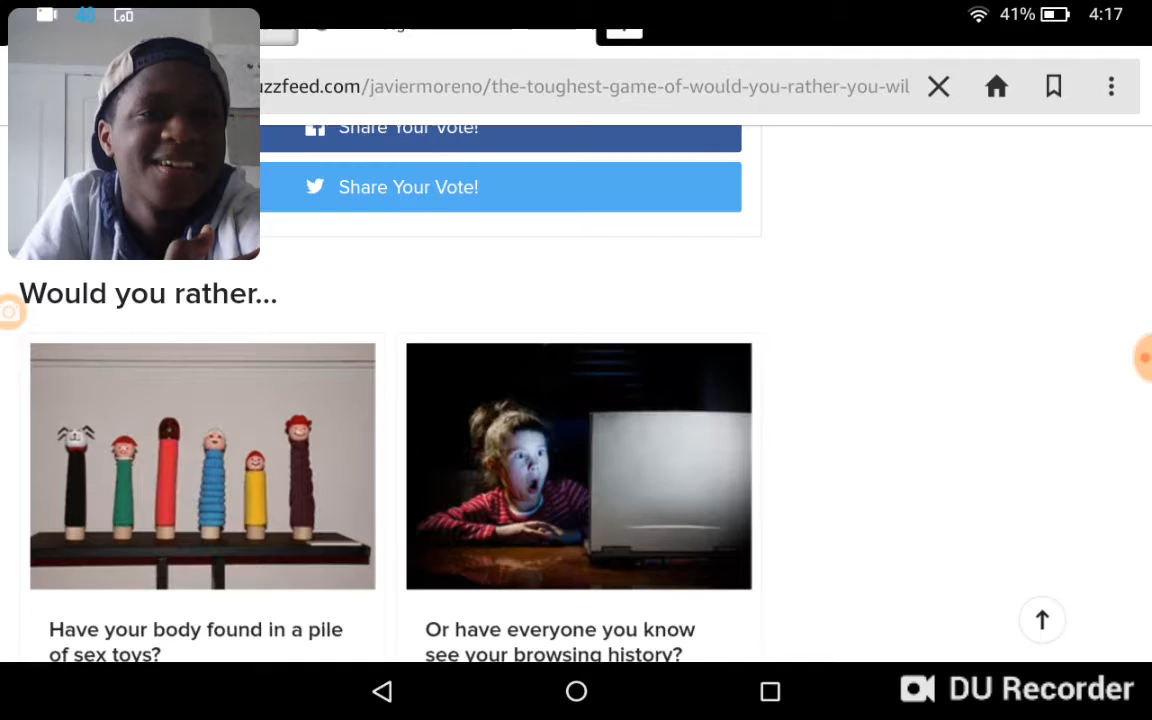 41% 4:17
uzzfeed.com/javiermoreno/the-toughest-game-of-would-you-rather-you-wil
Share Your Vote!
Share Your Vote!
Would you rather...
Have your body found in a pile
of sex toys?
Or have everyone you know
see your browsing history?
DU Recorder